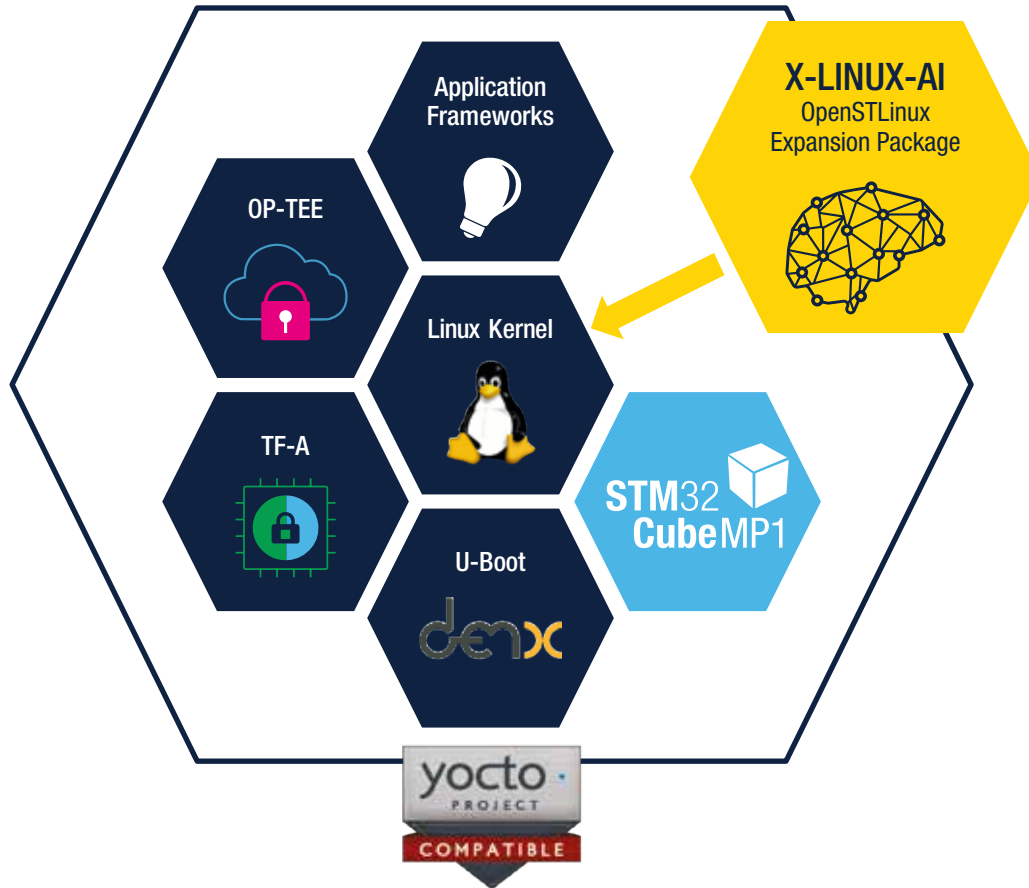 Application
Frameworks
X-LINUX-AI
OpenSTLinux
Expansion Package
OP-TEE
Linux Kernel
TF-A
STM32
CubeMP1
U-Boot
denx
yocto
PROJECT
COMPATIBLE